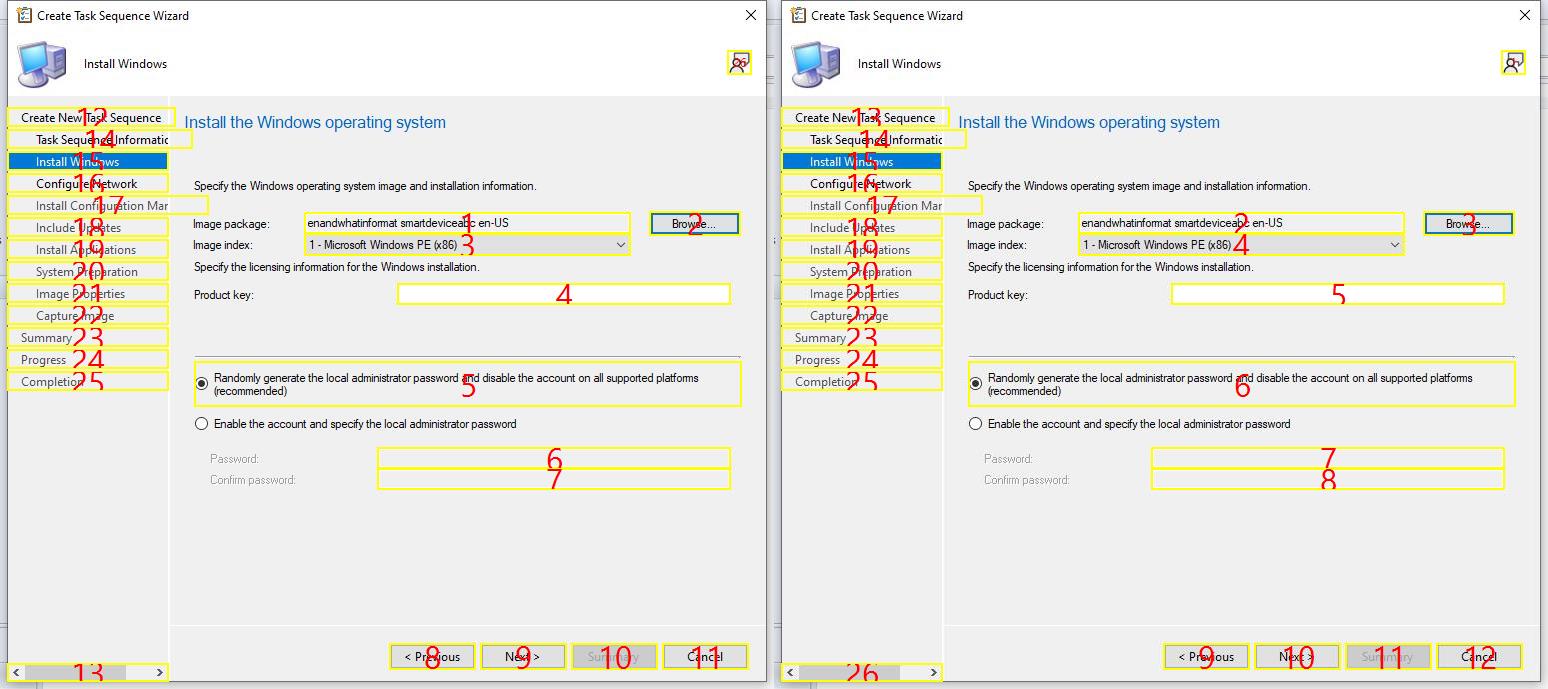 Create Task Sequence Wizard
Install Windows
26
12
Create New Task Sequence
14
Task Sequence Informatic
15
Install Windows
16
Configure Network
17
Install Configuration Mar
18
Include Updates
19
Install Applications
20
System Preparation
21
Image Properties
22
Capture Image
23
Summary
24
Progress
25
Completion
13
Install the Windows operating system
Specify the Windows operating system image and installation information.
Image package:
enandwhatinformat smartdeviceabc en-US
1
Browse...
2
Image index:
1 - Microsoft Windows PE (x86)
3
Specify the licensing information for the Windows installation.
Product key:
4
Randomly generate the local administrator password and disable the account on all supported platforms
(recommended)
5
Enable the account and specify the local administrator password
Password:
6
Confirm password:
7
< Previous
8
Next >
9
Summary
10
Cancel
11
Create Task Sequence Wizard
Install Windows
13
Create New Task Sequence
14
Task Sequence Informatic
15
Install Windows
16
Configure Network
17
Install Configuration Mar
18
Include Updates
19
Install Applications
20
System Preparation
21
Image Properties
22
Capture Image
23
Summary
24
Progress
25
Completion
26
Install the Windows operating system
Specify the Windows operating system image and installation information.
Image package:
enandwhatinformat smartdeviceabc en-US
2
Browse...
3
Image index:
1 - Microsoft Windows PE (x86)
4
Specify the licensing information for the Windows installation.
Product key:
5
Randomly generate the local administrator password and disable the account on all supported platforms
(recommended)
6
Enable the account and specify the local administrator password
Password:
7
Confirm password:
8
< Previous
9
Next >
10
Summary
11
Cancel
12